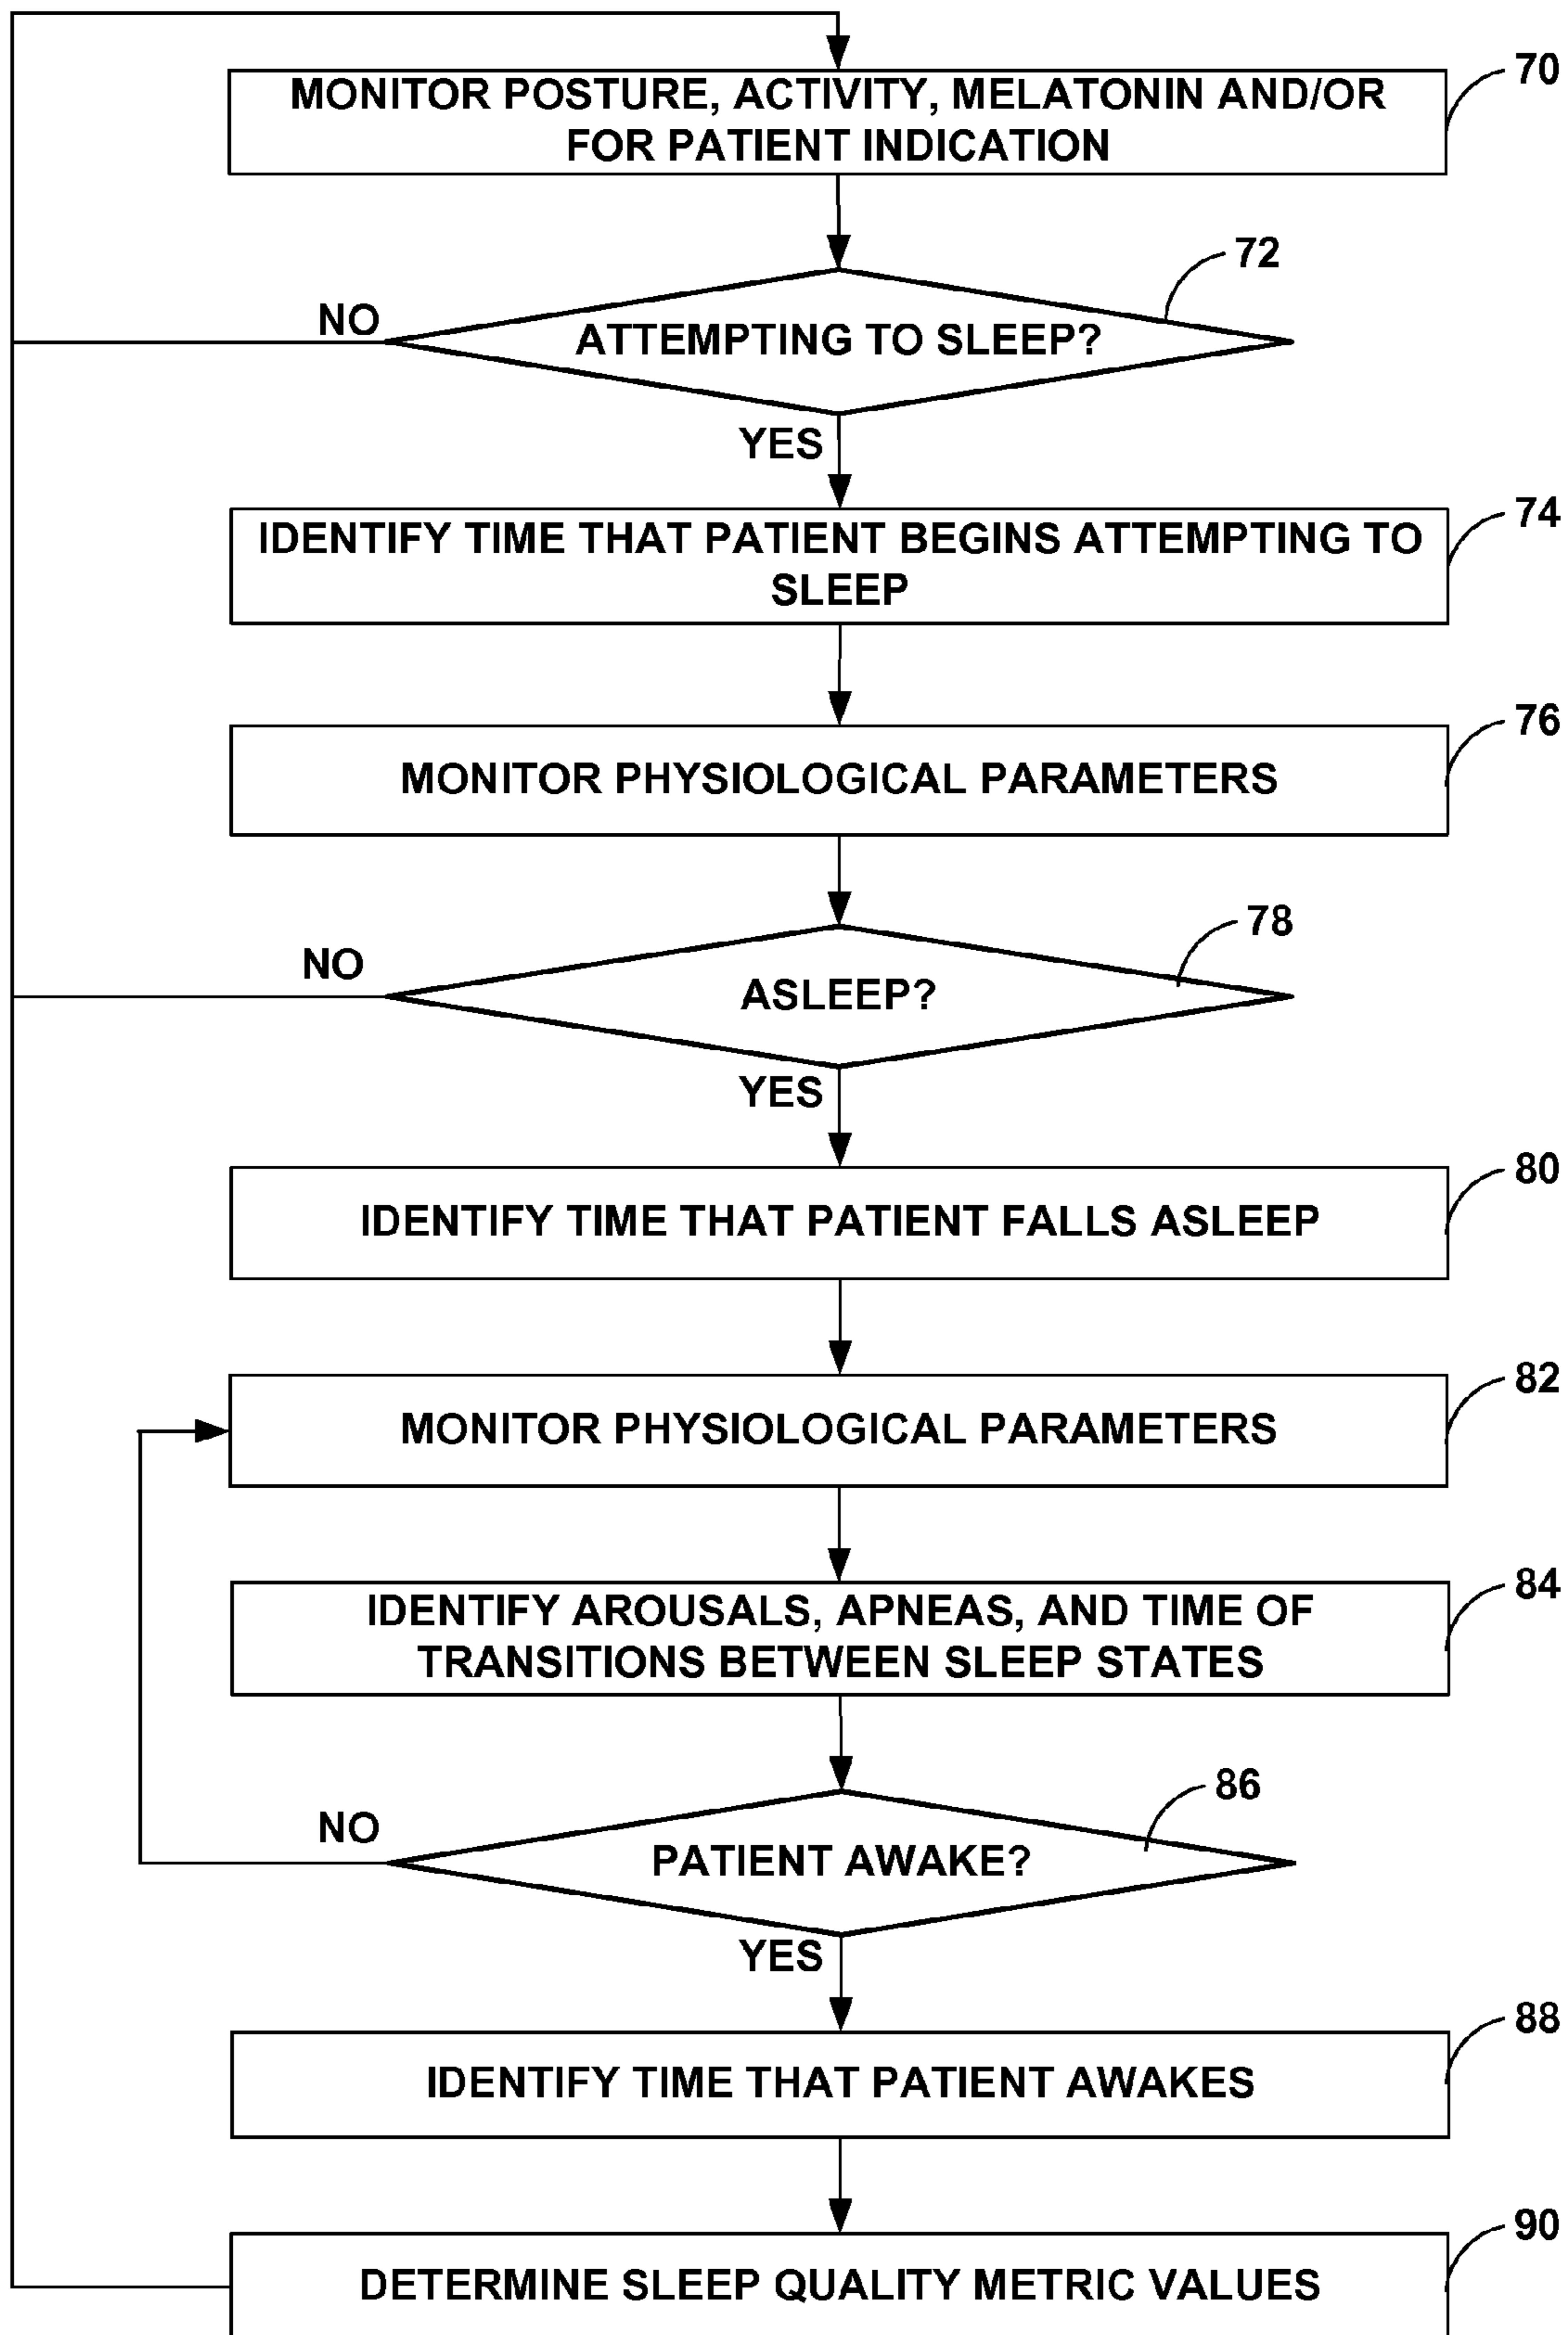 70
MONITOR POSTURE, ACTIVITY, MELATONIN AND/OR
FOR PATIENT INDICATION
72
NO
ATTEMPTING TO SLEEP?
YES
74
IDENTIFY TIME THAT PATIENT BEGINS ATTEMPTING TO
SLEEP
76
MONITOR PHYSIOLOGICAL PARAMETERS
78
NO
ASLEEP?
YES
80
IDENTIFY TIME THAT PATIENT FALLS ASLEEP
82
MONITOR PHYSIOLOGICAL PARAMETERS
84
IDENTIFY AROUSALS, APNEAS, AND TIME OF
TRANSITIONS BETWEEN SLEEP STATES
86
NO
PATIENT AWAKE?
YES
88
IDENTIFY TIME THAT PATIENT AWAKES
90
DETERMINE SLEEP QUALITY METRIC VALUES